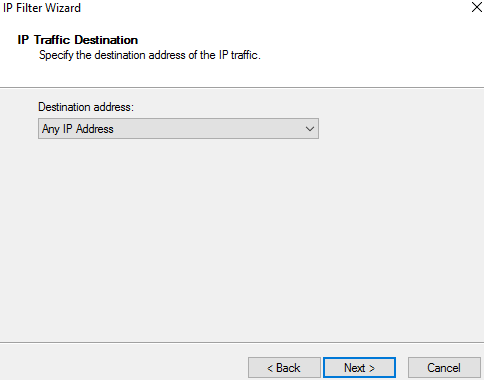 IP Filter Wizard
IP Traffic Destination
Specify the destination address of the IP traffic.
Destination address:
Any IP Address
< Back
Next >
Cancel